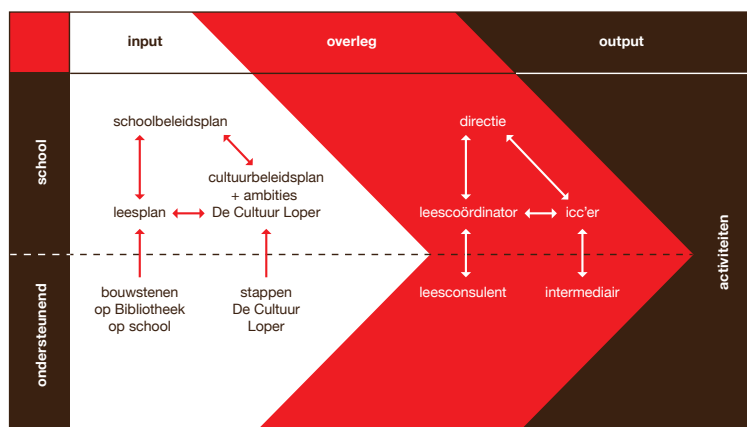 input
overleg
output
school
schoolbeleidsplan
directie
cultuurbeleidsplan
+ ambities
De Cultuur Loper
leesplan
leescoördinator
icc'er
activiteiten
ondersteunend
bouwstenen
op Bibliotheek
op school
stappen
De Cultuur
Loper
leesconsulent
intermediair